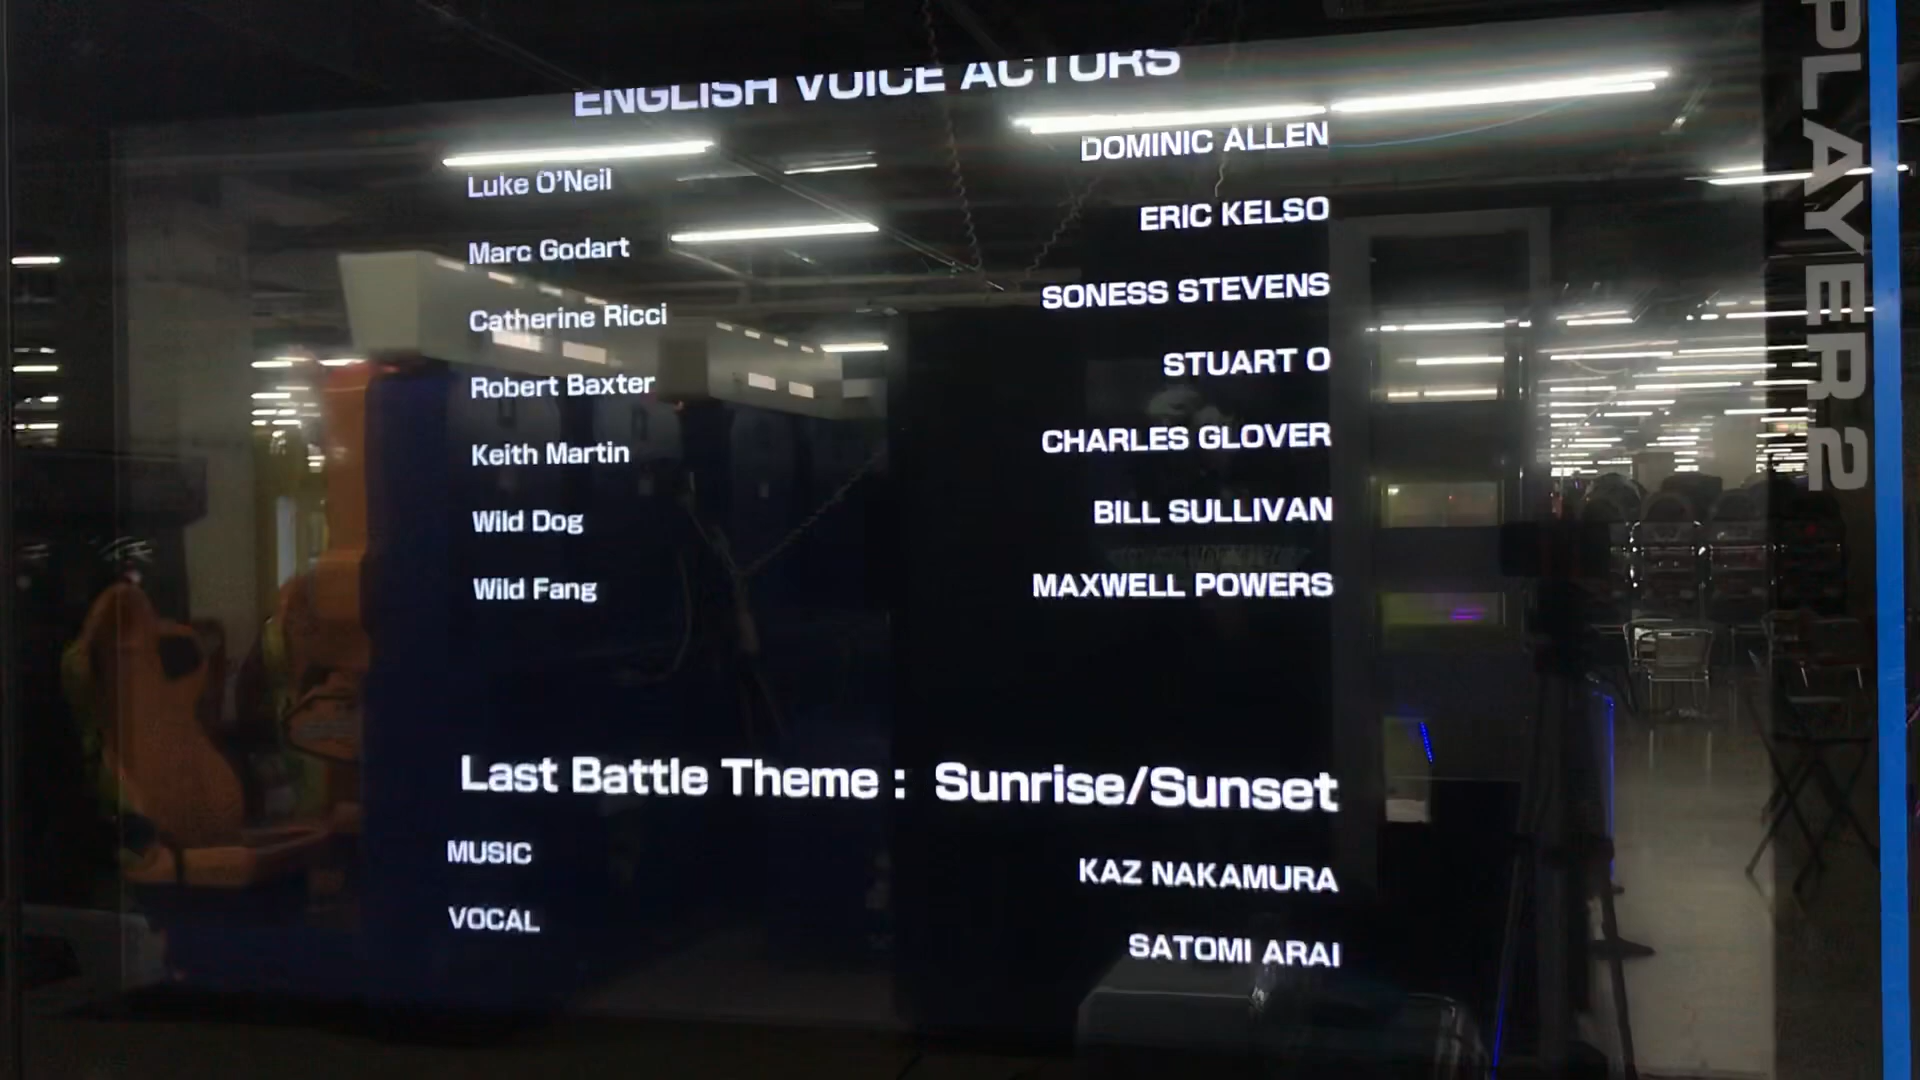 ENGLISH VOICE ACTORS
Luke O'Neil DOMINIC ALLEN
Marc Godart ERIC KELSO
Catherine Ricci SONESS STEVENS
Robert Baxter STUART O
Keith Martin CHARLES GLOVER
Wild Dog BILL SULLIVAN
Wild Fang MAXWELL POWERS
Last Battle Theme : Sunrise/Sunset
MUSIC KAZ NAKAMURA
VOCAL SATOMI ARAI
PLAYER 2